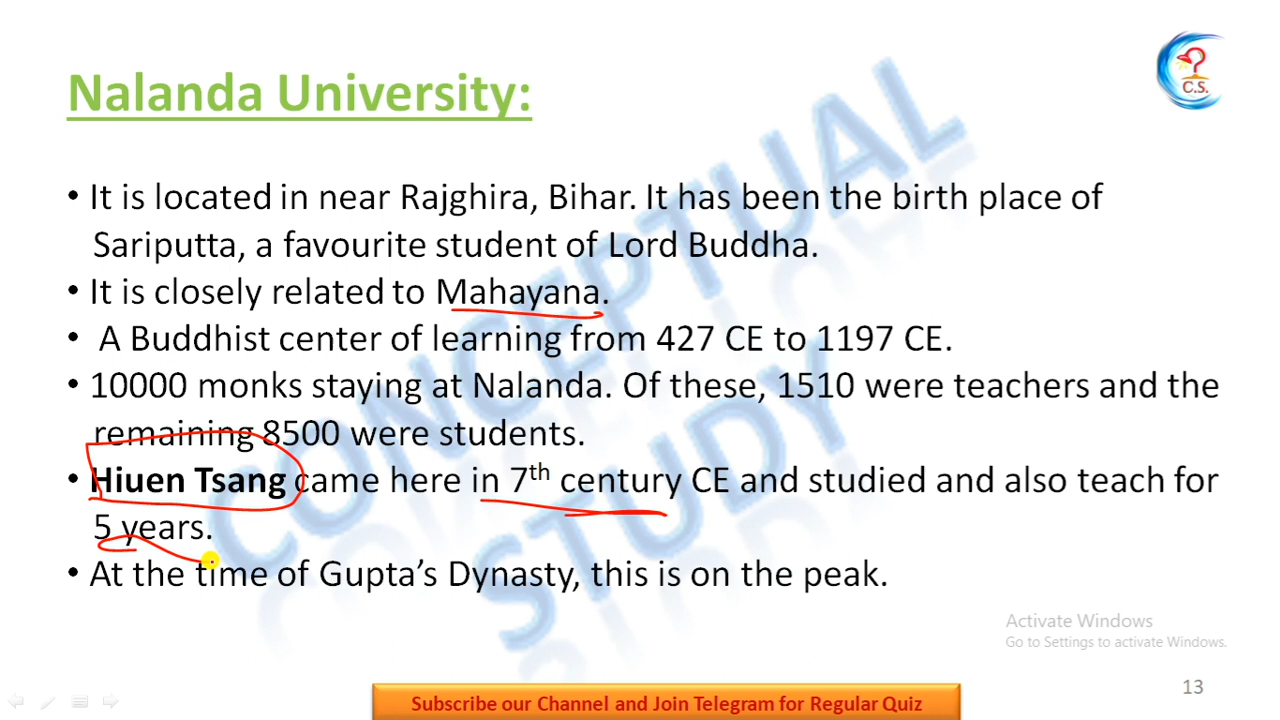 Nalanda University:
C.S.
• It is located in near Rajghira, Bihar. It has been the birth place of
Sariputta, a favourite student of Lord Buddha.
• It is closely related to Mahayana.
• A Buddhist center of learning from 427 CE to 1197 CE.
• 10000 monks staying at Nalanda. Of these, 1510 were teachers and the
remaining 8500 were students.
• Hiuen Tsang came here in 7th century CE and studied and also teach for
5 years.
• At the time of Gupta’s Dynasty, this is on the peak.
CONCEPTUAL
STUDY
Activate Windows
Go to Settings to activate Windows.
13
Subscribe our Channel and Join Telegram for Regular Quiz